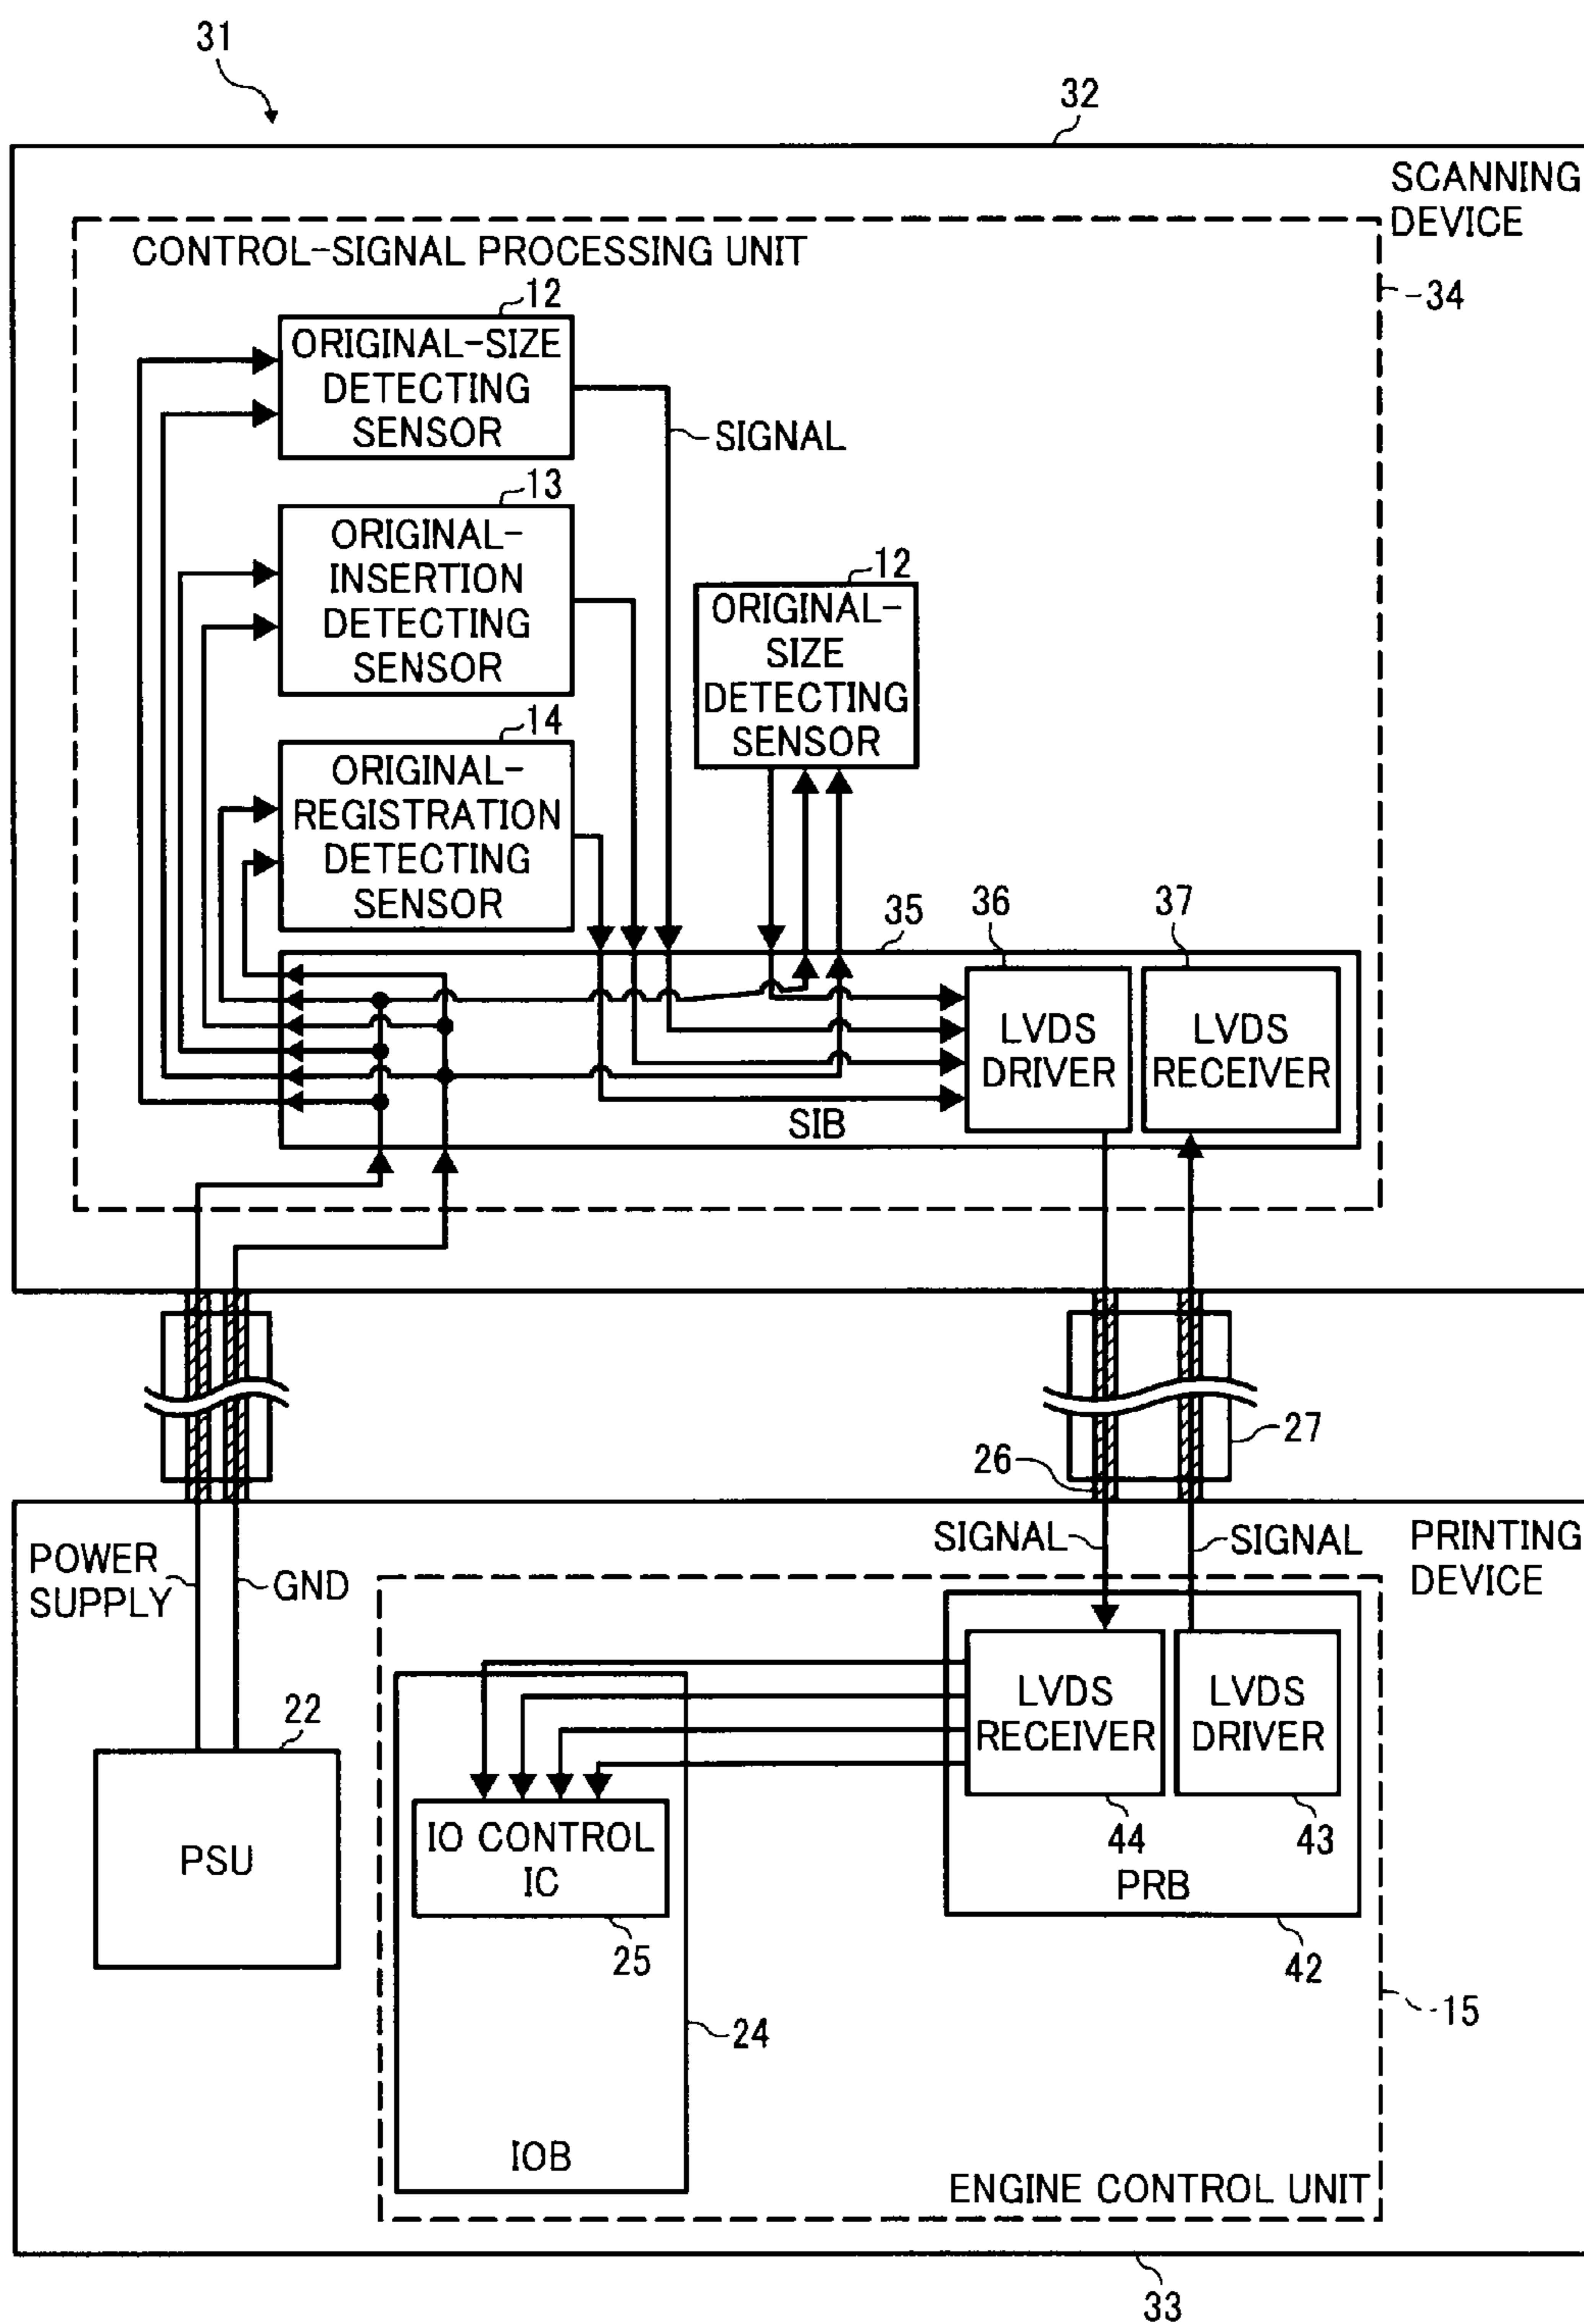 31
32
SCANNING
DEVICE
CONTROL-SIGNAL PROCESSING UNIT
34
12
ORIGINAL-SIZE
DETECTING
SENSOR
SIGNAL
13
ORIGINAL-
INSERTION
DETECTING
SENSOR
12
ORIGINAL-
SIZE
DETECTING
SENSOR
14
ORIGINAL-
REGISTRATION
DETECTING
SENSOR
35
36
37
LVDS
DRIVER
LVDS
RECEIVER
SIB
27
26
POWER
SUPPLY
GND
SIGNAL
SIGNAL
PRINTING
DEVICE
22
PSU
LVDS
RECEIVER
LVDS
DRIVER
IO CONTROL
IC
44
43
PRB
25
42
15
24
IOB
ENGINE CONTROL UNIT
33